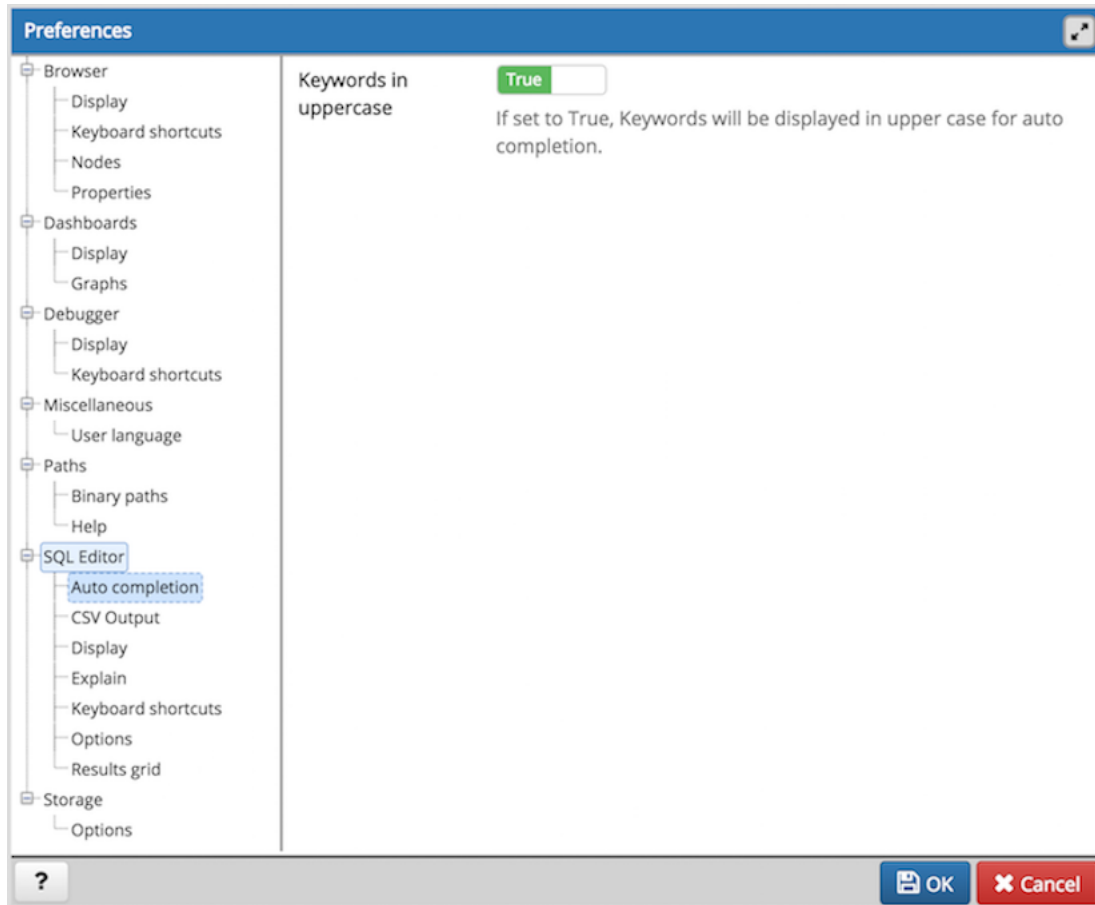 Preferences
Browser
Display
Keyboard shortcuts
Nodes
Properties
Dashboards
Display
Graphs
Debugger
Display
Keyboard shortcuts
Miscellaneous
User language
Paths
Binary paths
Help
SQL Editor
Auto completion
CSV Output
Display
Explain
Keyboard shortcuts
Options
Results grid
Storage
Options
Keywords in
uppercase
True
If set to True, Keywords will be displayed in upper case for auto
completion.
?
OK
Cancel